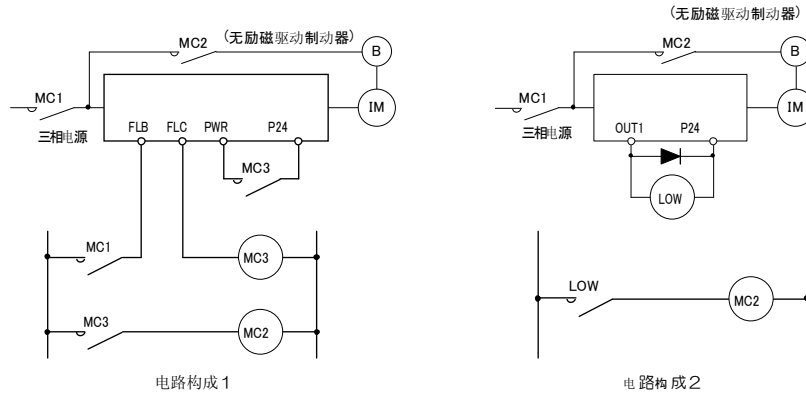 (无励磁驱动制动器)
MC2
B
MC1
三相电源
IM
FLB FLC PWR P24
MC3
MC1
MC3
MC3
MC2
电路构成1
(无励磁驱动制动器)
MC2
B
MC1
三相电源
IM
OUT1 P24
LOW
LOW
MC2
电路构成2